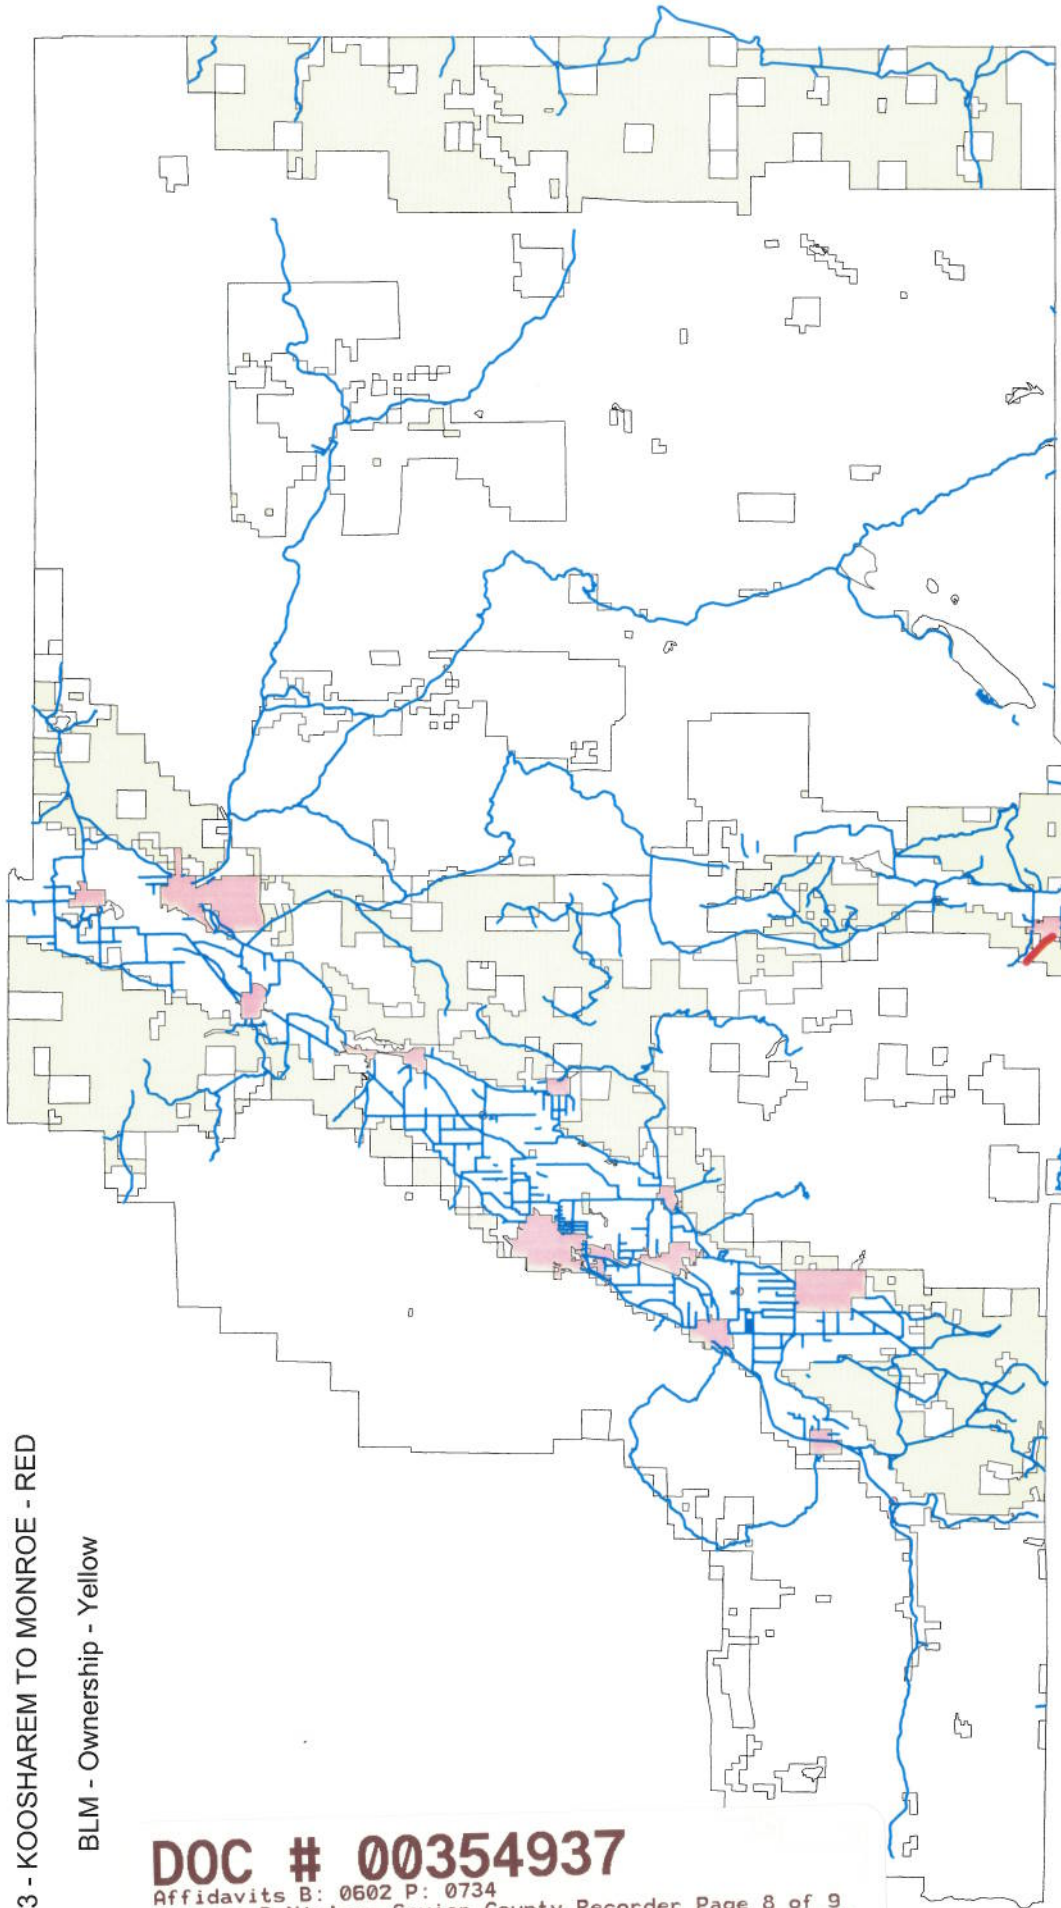 3 - KOOSHAREM TO MONROE - RED
BLM - Ownership - Yellow
DOC # 00354937
Affidavits B: 0602 P: 0734
County Recorder Page 8 of 9